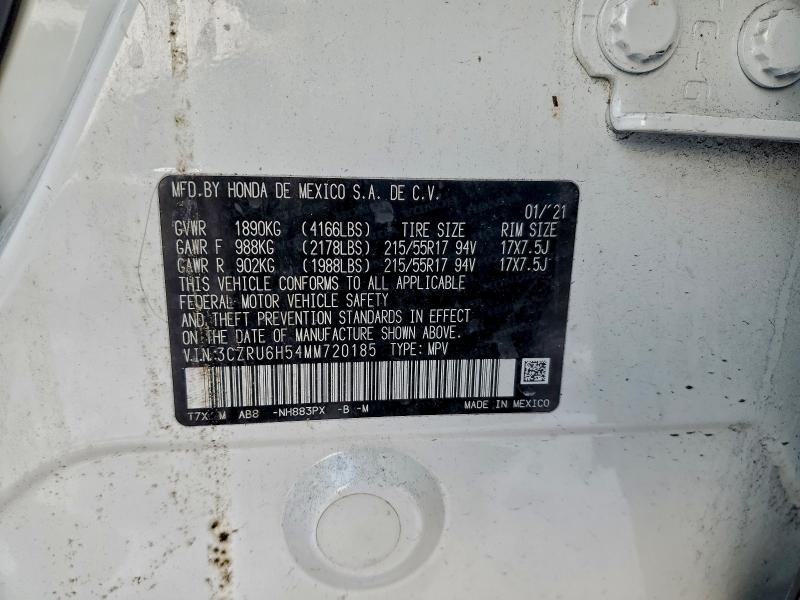 MFD.BY HONDA DE MEXICO S.A. DE C.V.
01/'21
GVWR 1890KG (4166LBS) TIRE SIZE RIM SIZE
GAWR F 988KG (2178LBS) 215/55R17 94V 17X7.5J
GAWR R 902KG (1988LBS) 215/55R17 94V 17X7.5J
THIS VEHICLE CONFORMS TO ALL APPLICABLE
FEDERAL MOTOR VEHICLE SAFETY
AND THEFT PREVENTION STANDARDS IN EFFECT
ON THE DATE OF MANUFACTURE SHOWN ABOVE.
V.I.N:3CZRU6H54MM720185 TYPE: MPV
M AB8 -NH883PX -B -M MADE IN MEXICO